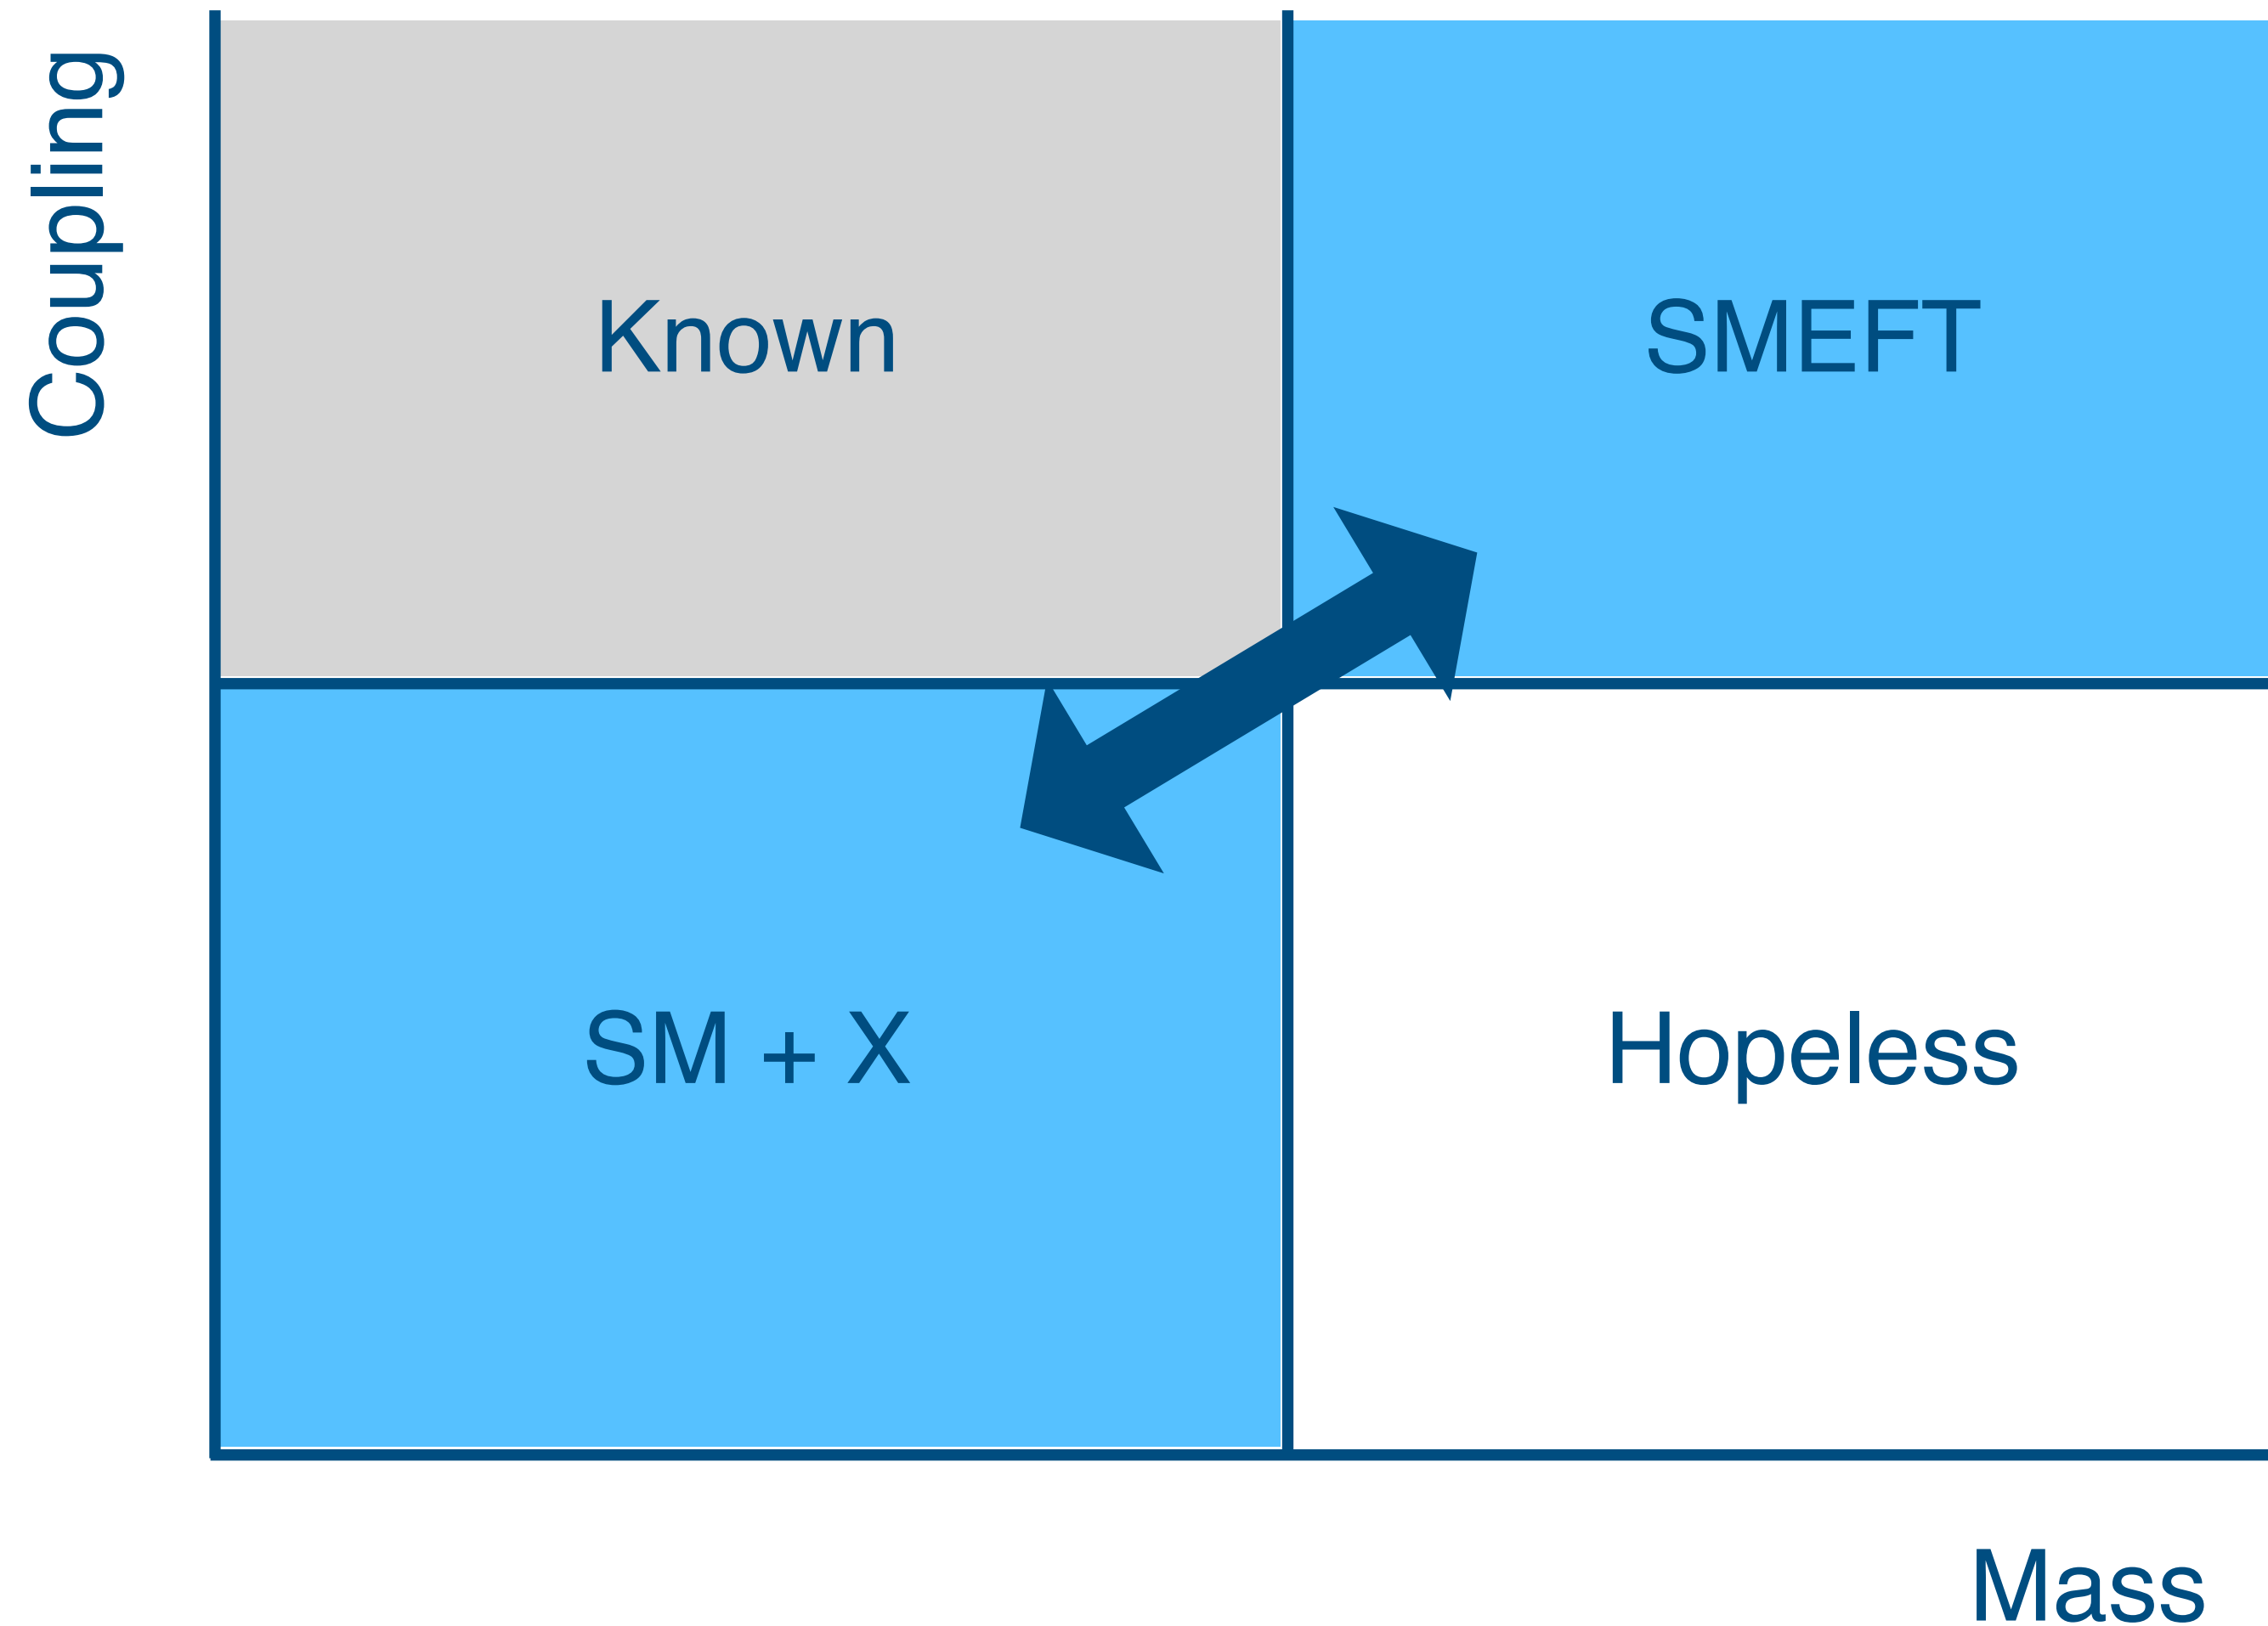 Coupling
Known
SMEFT
SM + X
Hopeless
Mass